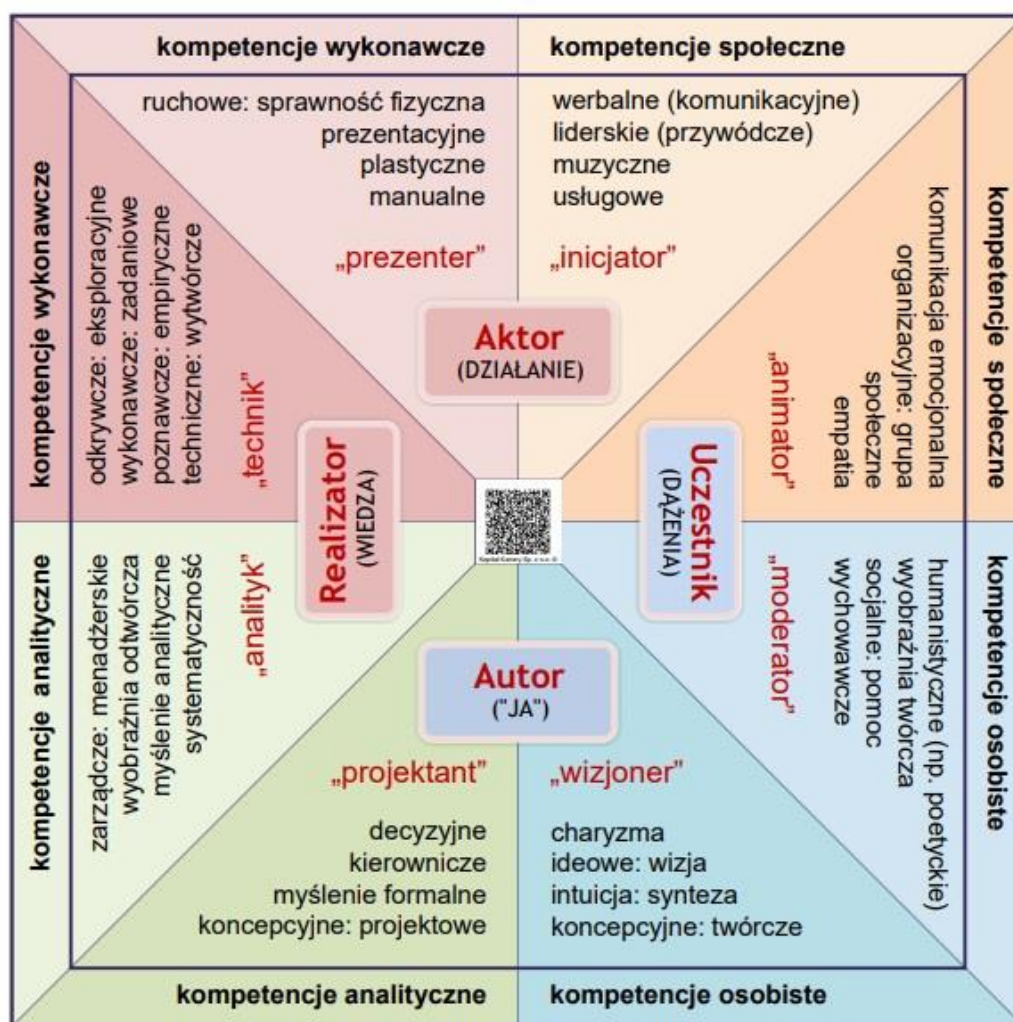 kompetencje wykonawcze
kompetencje społeczne
ruchowe: sprawność fizyczna
prezentacyjne
plastyczne
manualne
„prezenter”
werbalne (komunikacyjne)
liderskie (przywódcze)
muzyczne
usługowe
„inicjator”
Aktor
(DZIAŁANIE)
kompetencje wykonawcze
odkrywcze: eksploracyjne
wykonawcze: zadaniowe
poznawcze: empiryczne
techniczne: wytwórcze
„technik”
kompetencje społeczne
komunikacja emocjonalna
organizacyjne: grupa
społeczne
empatia
„animator”
Realizator
(WIEDZA)
Uczestnik
(DĄŻENIA)
kompetencje analityczne
zarządcze: menadżerskie
wyobraźnia odtwórcza
myślenie analityczne
systematyczność
„analityk”
kompetencje osobiste
humanistyczne (np. poetyckie)
wyobraźnia twórcza
socjalne: pomoc
wychowawcze
„moderator”
Autor
("JA")
„projektant”
decyzyjne
kierownicze
myślenie formalne
koncepcyjne: projektowe
„wizjoner”
charyzma
ideowe: wizja
intuicja: synteza
koncepcyjne: twórcze
kompetencje analityczne
kompetencje osobiste